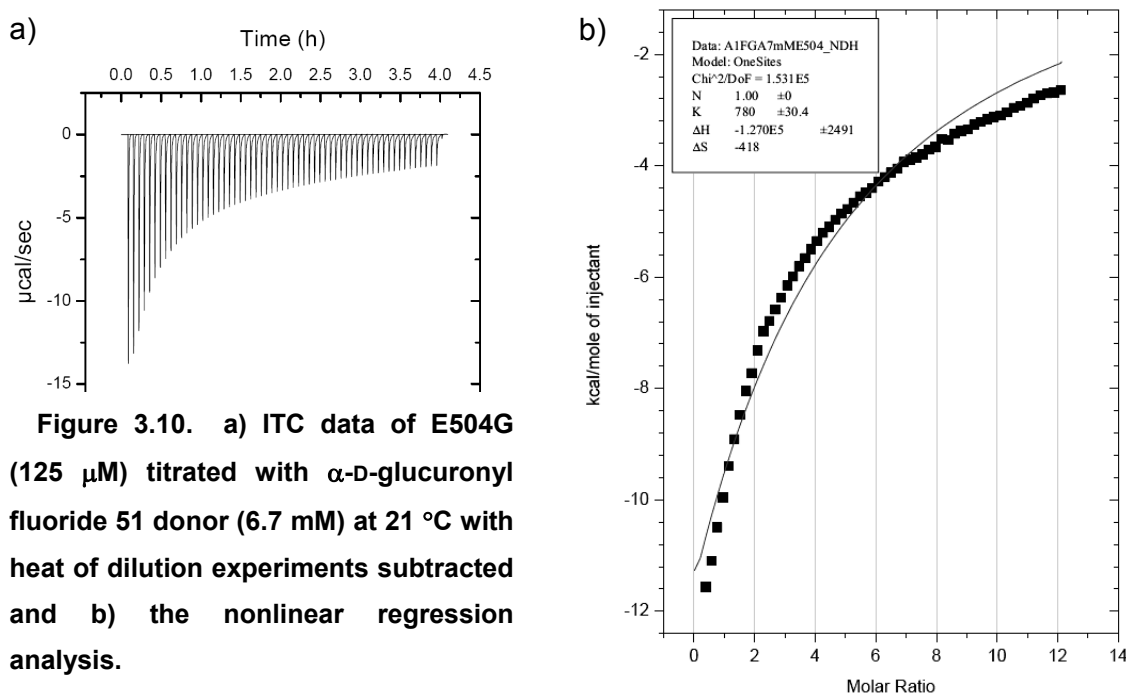 a)
Time (h)
0.0 0.5 1.0 1.5 2.0 2.5 3.0 3.5 4.0 4.5
0
-5
-10
-15
µcal/sec
Figure 3.10. a) ITC data of E504G
(125 µM) titrated with α-D-glucuronyl
fluoride 51 donor (6.7 mM) at 21 °C with
heat of dilution experiments subtracted
and b) the nonlinear regression
analysis.
b)
Data: A1FGA7mME504_NDH
Model: OneSites
Chi^2/DoF = 1.531E5
N 1.00 ±0
K 780 ±30.4
ΔH -1.270E5 ±2491
ΔS -418
-2
-4
-6
-8
-10
-12
kcal/mole of injectant
0 2 4 6 8 10 12 14
Molar Ratio